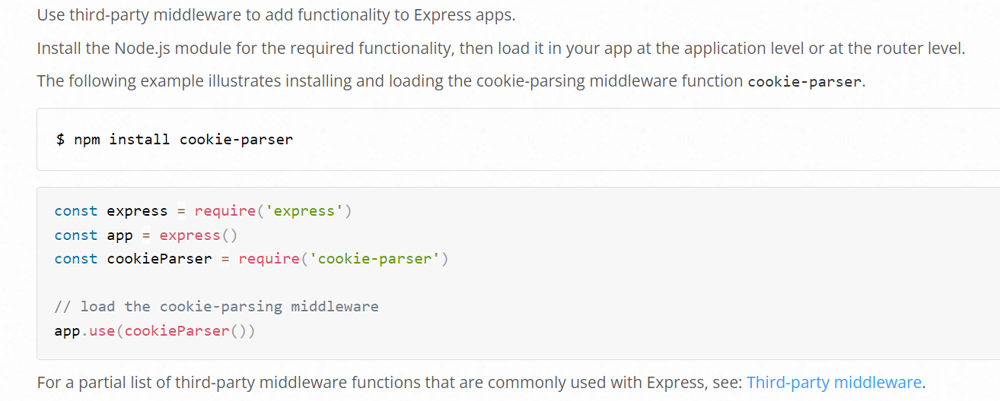 Use third-party middleware to add functionality to Express apps.
Install the Node.js module for the required functionality, then load it in your app at the application level or at the router level.
The following example illustrates installing and loading the cookie-parsing middleware function cookie-parser.
$ npm install cookie-parser
const express = require('express')
const app = express()
const cookieParser = require('cookie-parser')
// load the cookie-parsing middleware
app.use(cookieParser())
For a partial list of third-party middleware functions that are commonly used with Express, see: Third-party middleware.